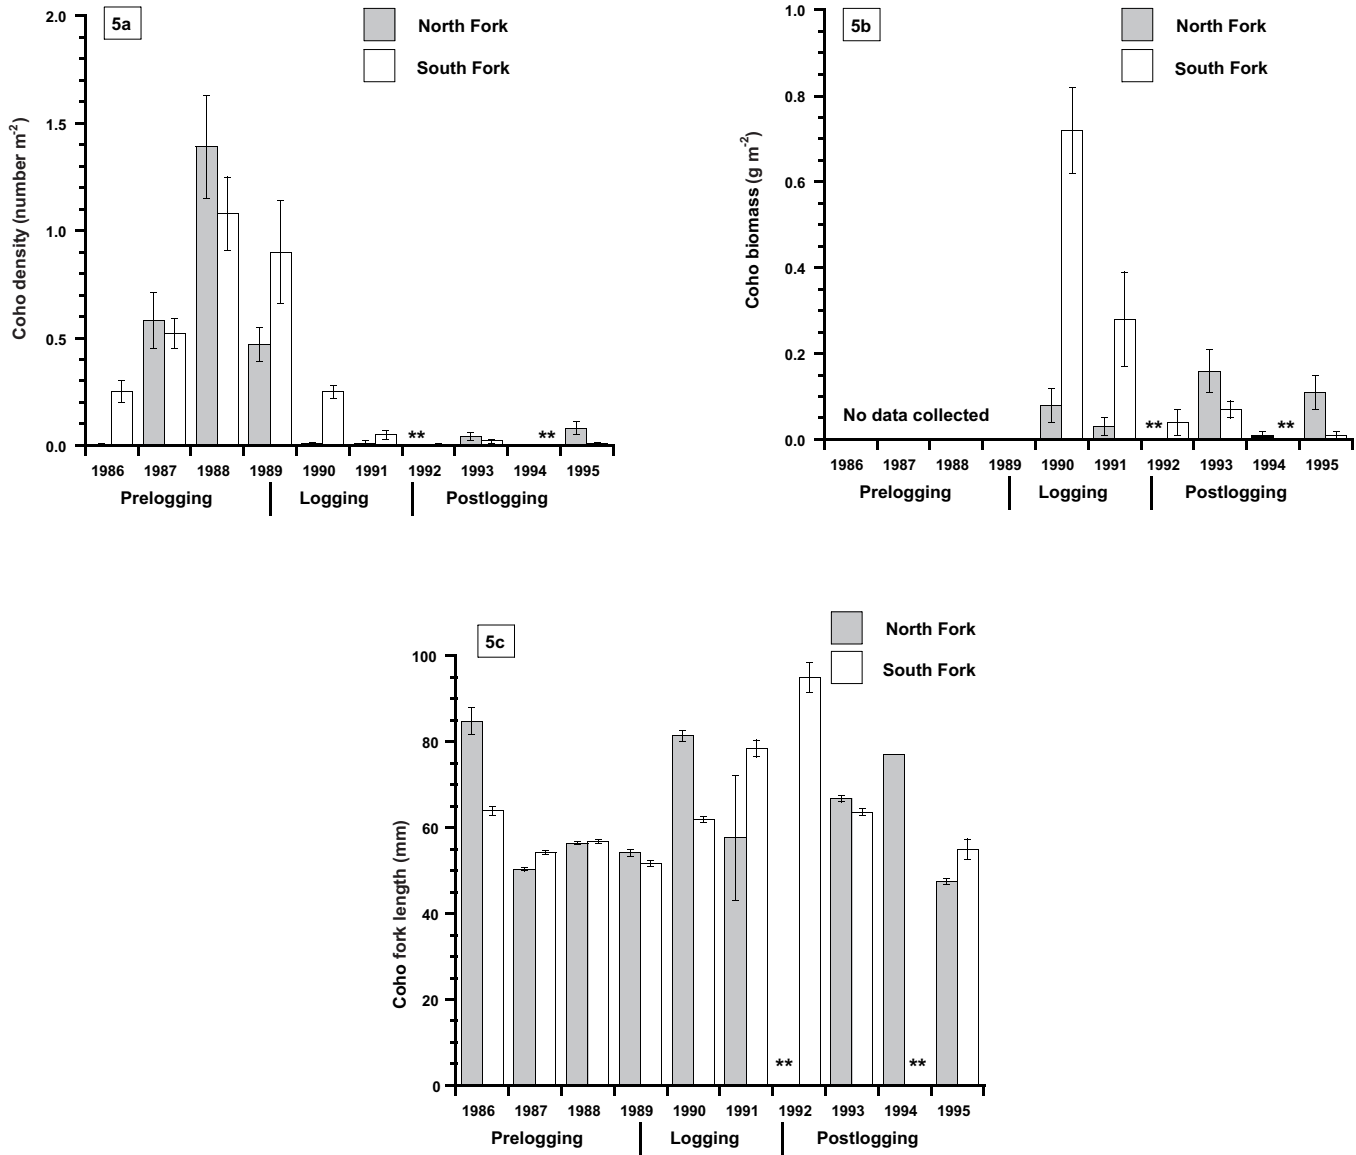 5a
North Fork
South Fork
Coho density (number m-2)
2.0
1.5
1.0
0.5
0.0
** **
1986 1987 1988 1989 1990 1991 1992 1993 1994 1995
Prelogging Logging Postlogging
5b
North Fork
South Fork
Coho biomass (g m-2)
1.0
0.8
0.6
0.4
0.2
0.0
No data collected
** **
1986 1987 1988 1989 1990 1991 1992 1993 1994 1995
Prelogging Logging Postlogging
5c
North Fork
South Fork
Coho fork length (mm)
100
80
60
40
20
0
** **
1986 1987 1988 1989 1990 1991 1992 1993 1994 1995
Prelogging Logging Postlogging